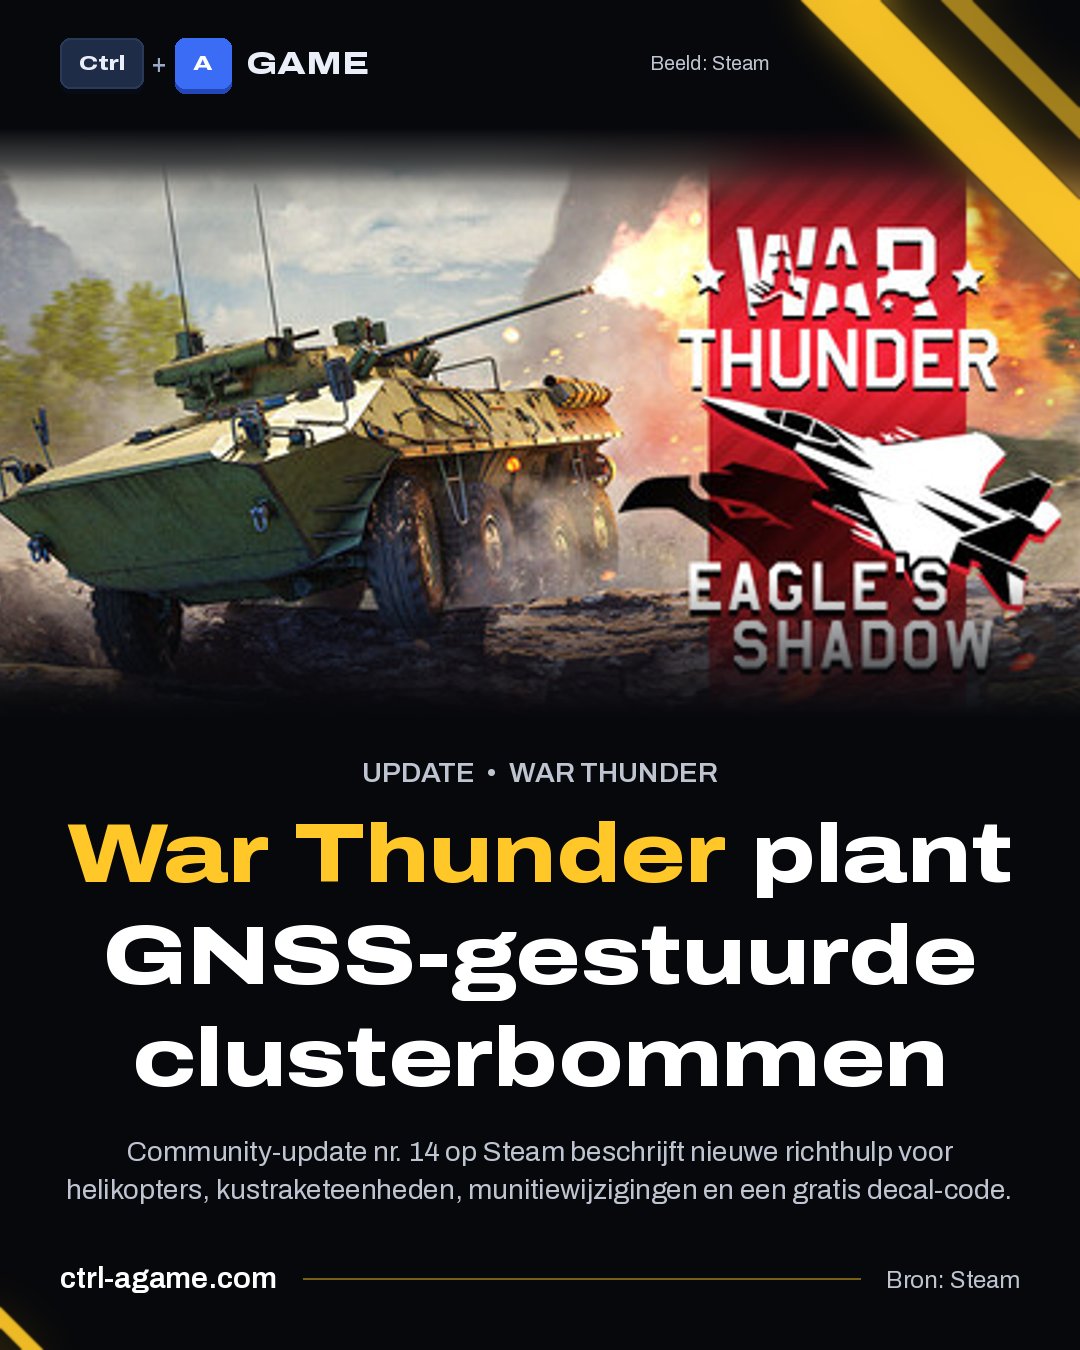 Ctrl + A GAME
Beeld: Steam
WAR
THUNDER
EAGLE'S
SHADOW
UPDATE • WAR THUNDER
War Thunder plant
GNSS-gestuurde
clusterbommen
Community-update nr. 14 op Steam beschrijft nieuwe richthulp voor
helikopters, kustraketeenheden, munitiewijzigingen en een gratis decal-code.
ctrl-agame.com
Bron: Steam